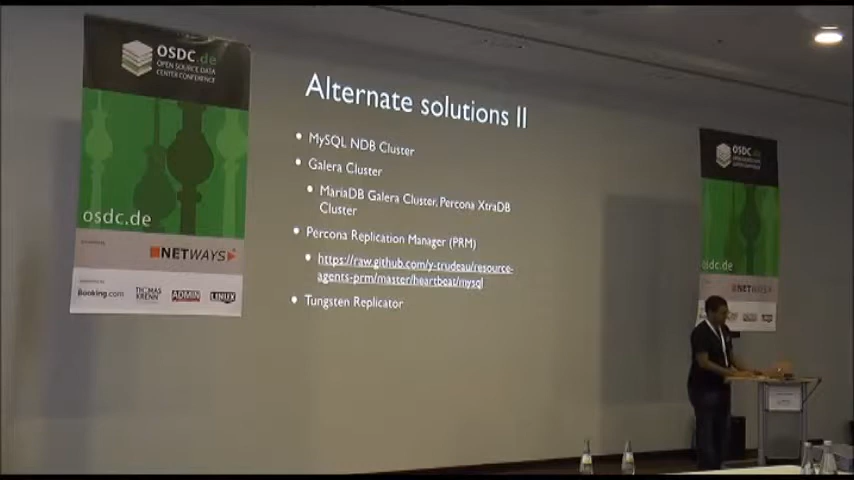 OSDC.de
OPEN SOURCE DATA
CENTER CONFERENCE
osdc.de
NETWAYS
Booking.com
THOMAS
KRENN
ADMIN
LINUX
Alternate solutions II
MySQL NDB Cluster
Galera Cluster
MariaDB Galera Cluster, Percona XtraDB
Cluster
Percona Replication Manager (PRM)
https://raw.github.com/y-trudeau/resource-
agents-prm/master/heartbeat/mysql
Tungsten Replicator
OSDC.de
osdc.de
NETWAYS